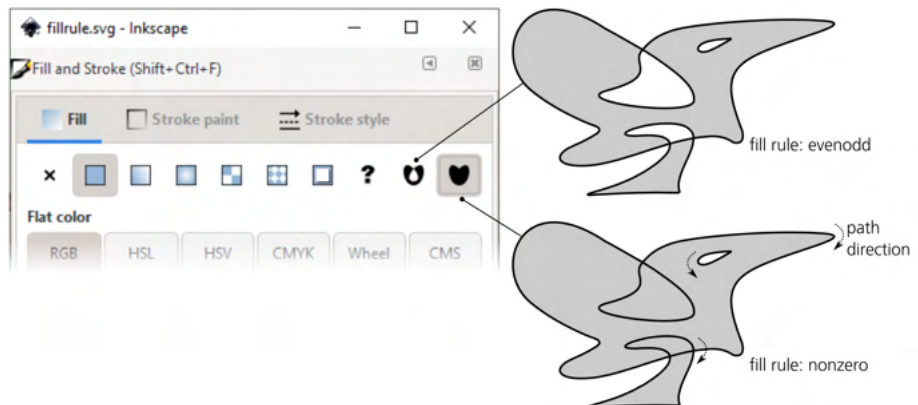 fillrule.svg - Inkscape
Fill and Stroke (Shift+Ctrl+F)
Fill
Stroke paint
Stroke style
?
Flat color
RGB
HSL
HSV
CMYK
Wheel
CMS
fill rule: evenodd
path
direction
fill rule: nonzero